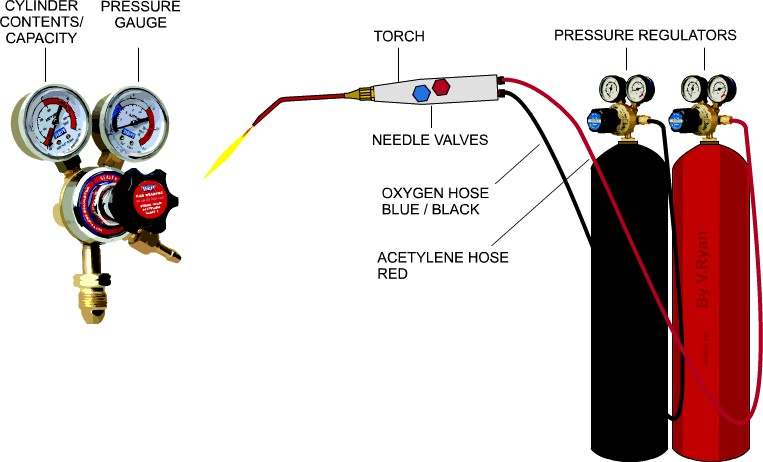 CYLINDER
CONTENTS/
CAPACITY
PRESSURE
GAUGE
TORCH
PRESSURE REGULATORS
NEEDLE VALVES
OXYGEN HOSE
BLUE / BLACK
ACETYLENE HOSE
RED
By V.Ryan
SEALEY